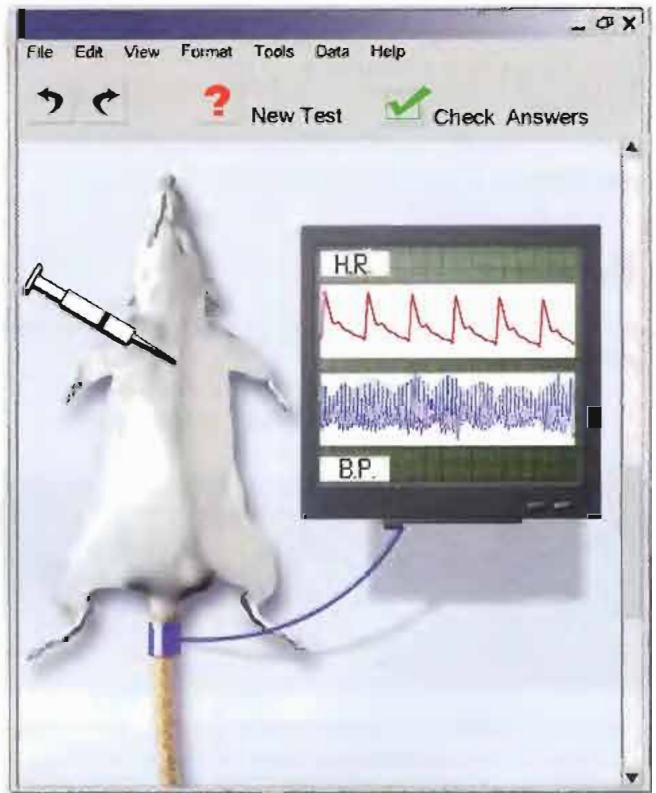 File Edit View Format Tools Data Help
? New Test Check Answers
H.R.
B.P.